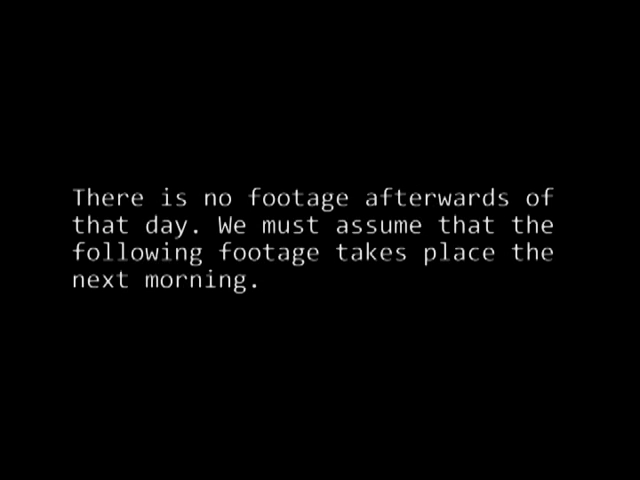 There is no footage afterwards of
that day. We must assume that the
following footage takes place the
next morning.